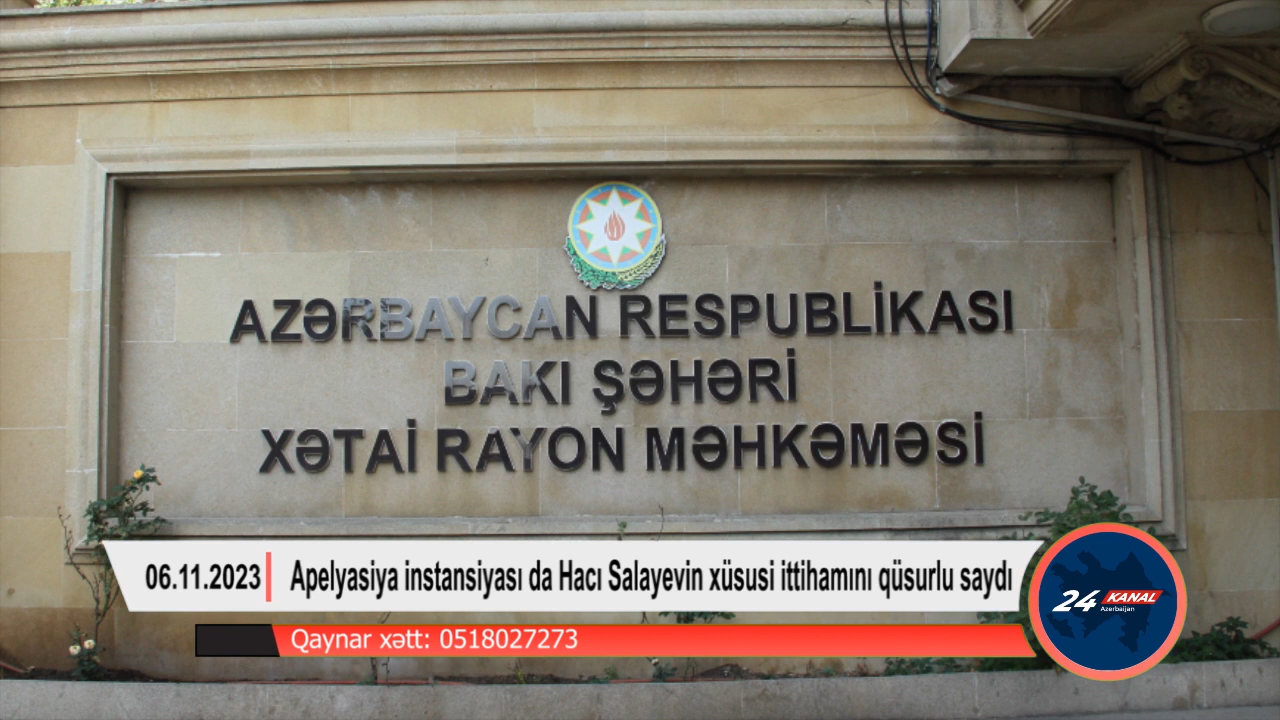 AZƏRBAYCAN RESPUBLİKASI
BAKI ŞƏHƏRİ
XƏTAİ RAYON MƏHKƏMƏSİ
06.11.2023 Apelyasiya instansiyası da Hacı Salayevin xüsusi ittihamını qüsurlu saydı
24 KANAL
Azerbaijan
Qaynar xətt: 0518027273